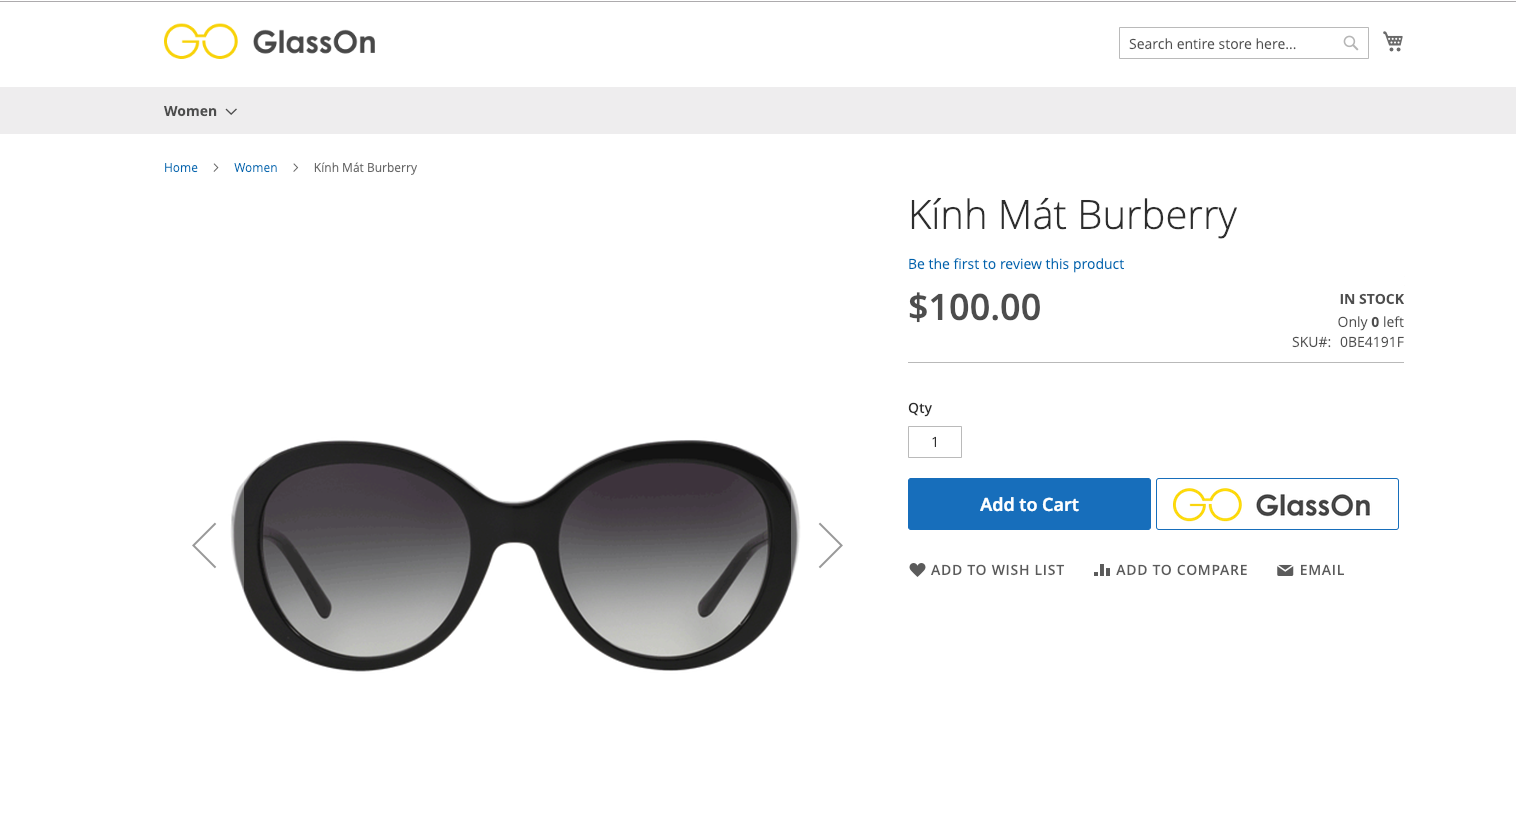 GlassOn
Search entire store here...
Women
Home > Women > Kính Mát Burberry
Kính Mát Burberry
Be the first to review this product
$100.00
IN STOCK
Only 0 left
SKU#: 0BE4191F
Qty
1
Add to Cart
GlassOn
ADD TO WISH LIST
ADD TO COMPARE
EMAIL